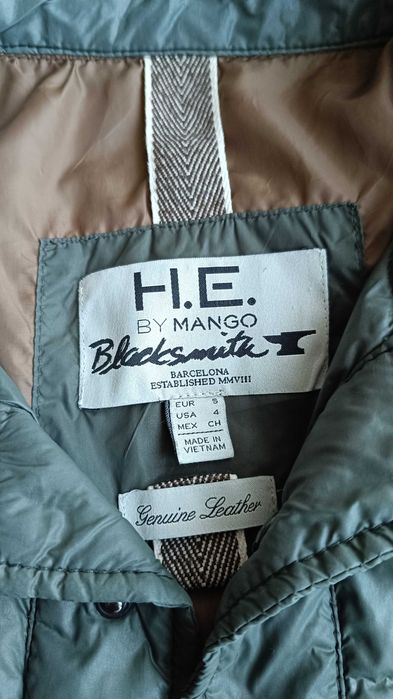 H.E.
BY MANGO
Blacksmith
BARCELONA
ESTABLISHED MMVIII
EUR S
USA 4
MEX CH
MADE IN
VIETNAM
Genuine Leather